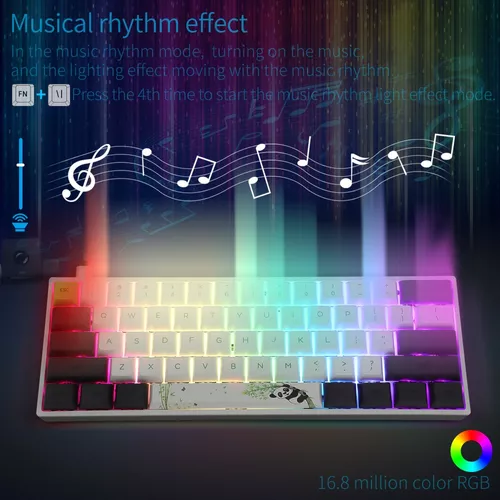 Musical rhythm effect
In the music rhythm mode, turning on the music,
and the lighting effect moving with the music rhythm.
FN + \ | Press the 4th time to start the music rhythm light effect mode.
ESC
Q W E R T Y U I O P
A S D F G H J K L
Z X C V B N M < > ?
16.8 million color RGB